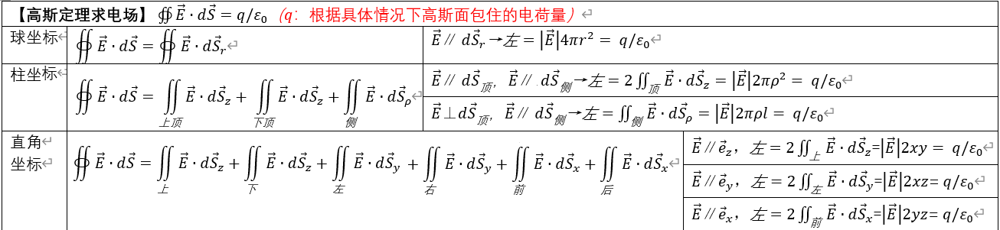 【高斯定理求电场】∯ E⃗ · dS⃗ = q/ε₀ (q：根据具体情况下高斯面包住的电荷量)
球坐标
∯ E⃗ · dS⃗ = ∯ E⃗ · dS⃗ᵣ
E⃗ ∥ dS⃗ᵣ →左 = |E⃗|4πr² = q/ε₀
柱坐标
∯ E⃗ · dS⃗ = ∬上顶 E⃗ · dS⃗_z + ∬下顶 E⃗ · dS⃗_z + ∬侧 E⃗ · dS⃗_ρ
E⃗ ∥ dS⃗顶, E⃗ ∥ dS⃗侧→左 = 2∬顶 E⃗ · dS⃗_z = |E⃗|2πρ² = q/ε₀
E⃗⊥dS⃗顶, E⃗ ∥ dS⃗侧→左 = ∬侧 E⃗ · dS⃗_ρ = |E⃗|2πρl = q/ε₀
直角
坐标
∯ E⃗ · dS⃗ = ∬上 E⃗ · dS⃗_z + ∬下 E⃗ · dS⃗_z + ∬左 E⃗ · dS⃗_y + ∬右 E⃗ · dS⃗_y + ∬前 E⃗ · dS⃗_x + ∬后 E⃗ · dS⃗_x
E⃗ ∥ e⃗_z，左 = 2∬上 E⃗ · dS⃗_z=|E⃗|2xy = q/ε₀
E⃗ ∥ e⃗_y，左 = 2∬左 E⃗ · dS⃗_y=|E⃗|2xz= q/ε₀
E⃗ ∥ e⃗_x，左 = 2∬前 E⃗ · dS⃗_x=|E⃗|2yz= q/ε₀